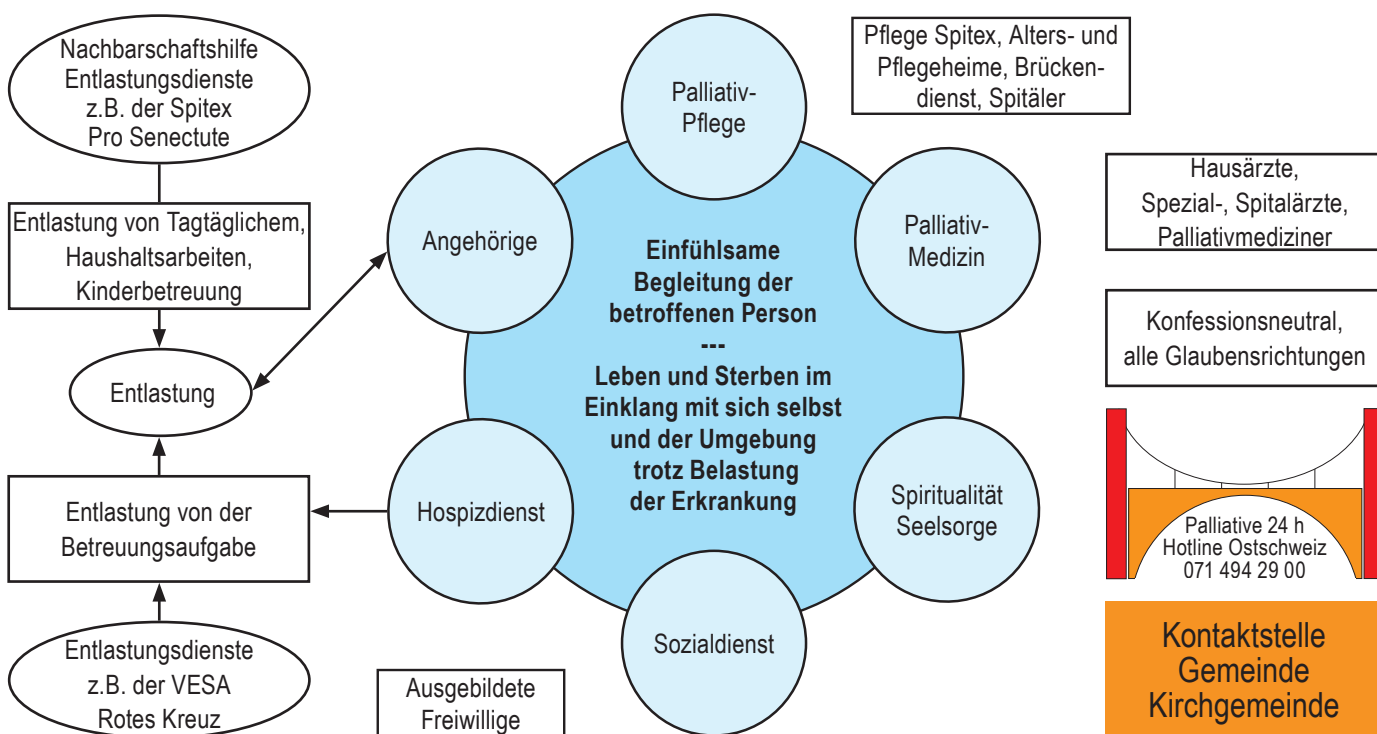 Nachbarschaftshilfe
Entlastungsdienste
z.B. der Spitex
Pro Senectute
Entlastung von Tagtäglichem,
Haushaltsarbeiten,
Kinderbetreuung
Entlastung
Entlastung von der
Betreuungsaufgabe
Entlastungsdienste
z.B. der VESA
Rotes Kreuz
Palliativ-
Pflege
Angehörige
Palliativ-
Medizin
Einfühlsame
Begleitung der
betroffenen Person
---
Leben und Sterben im
Einklang mit sich selbst
und der Umgebung
trotz Belastung
der Erkrankung
Hospizdienst
Spiritualität
Seelsorge
Sozialdienst
Ausgebildete
Freiwillige
Pflege Spitex, Alters- und
Pflegeheime, Brücken-
dienst, Spitäler
Hausärzte,
Spezial-, Spitalärzte,
Palliativmediziner
Konfessionsneutral,
alle Glaubensrichtungen
Palliative 24 h
Hotline Ostschweiz
071 494 29 00
Kontaktstelle
Gemeinde
Kirchgemeinde